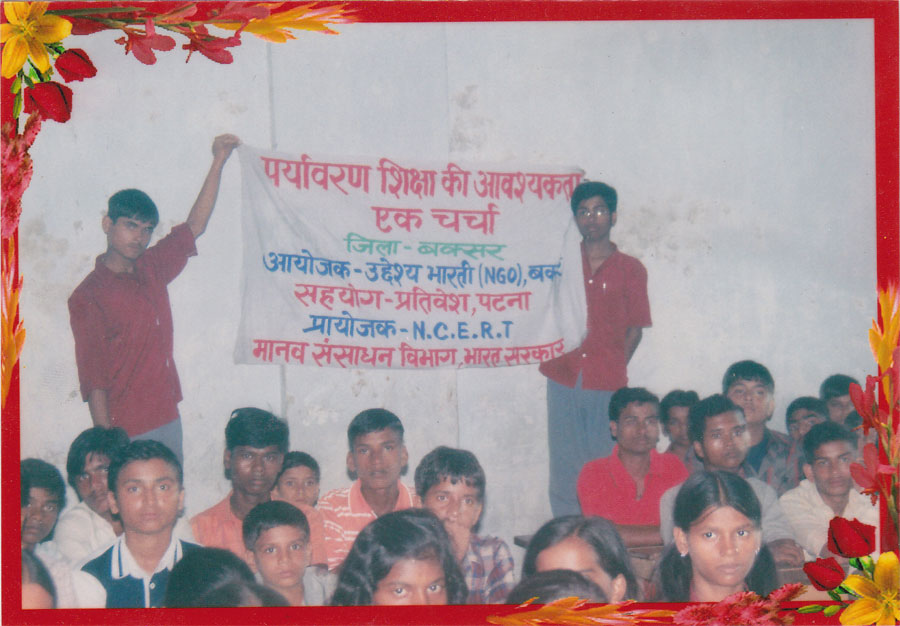 पर्यावरण शिक्षा की आवश्यकता
एक चर्चा
जिला - बक्सर
आयोजक - उद्देश्य भारती (NGO), बक
सहयोग - प्रतिवेश, पटना
प्रायोजक - N.C.E.R.T
मानव संसाधन विभाग, भारत सरकार